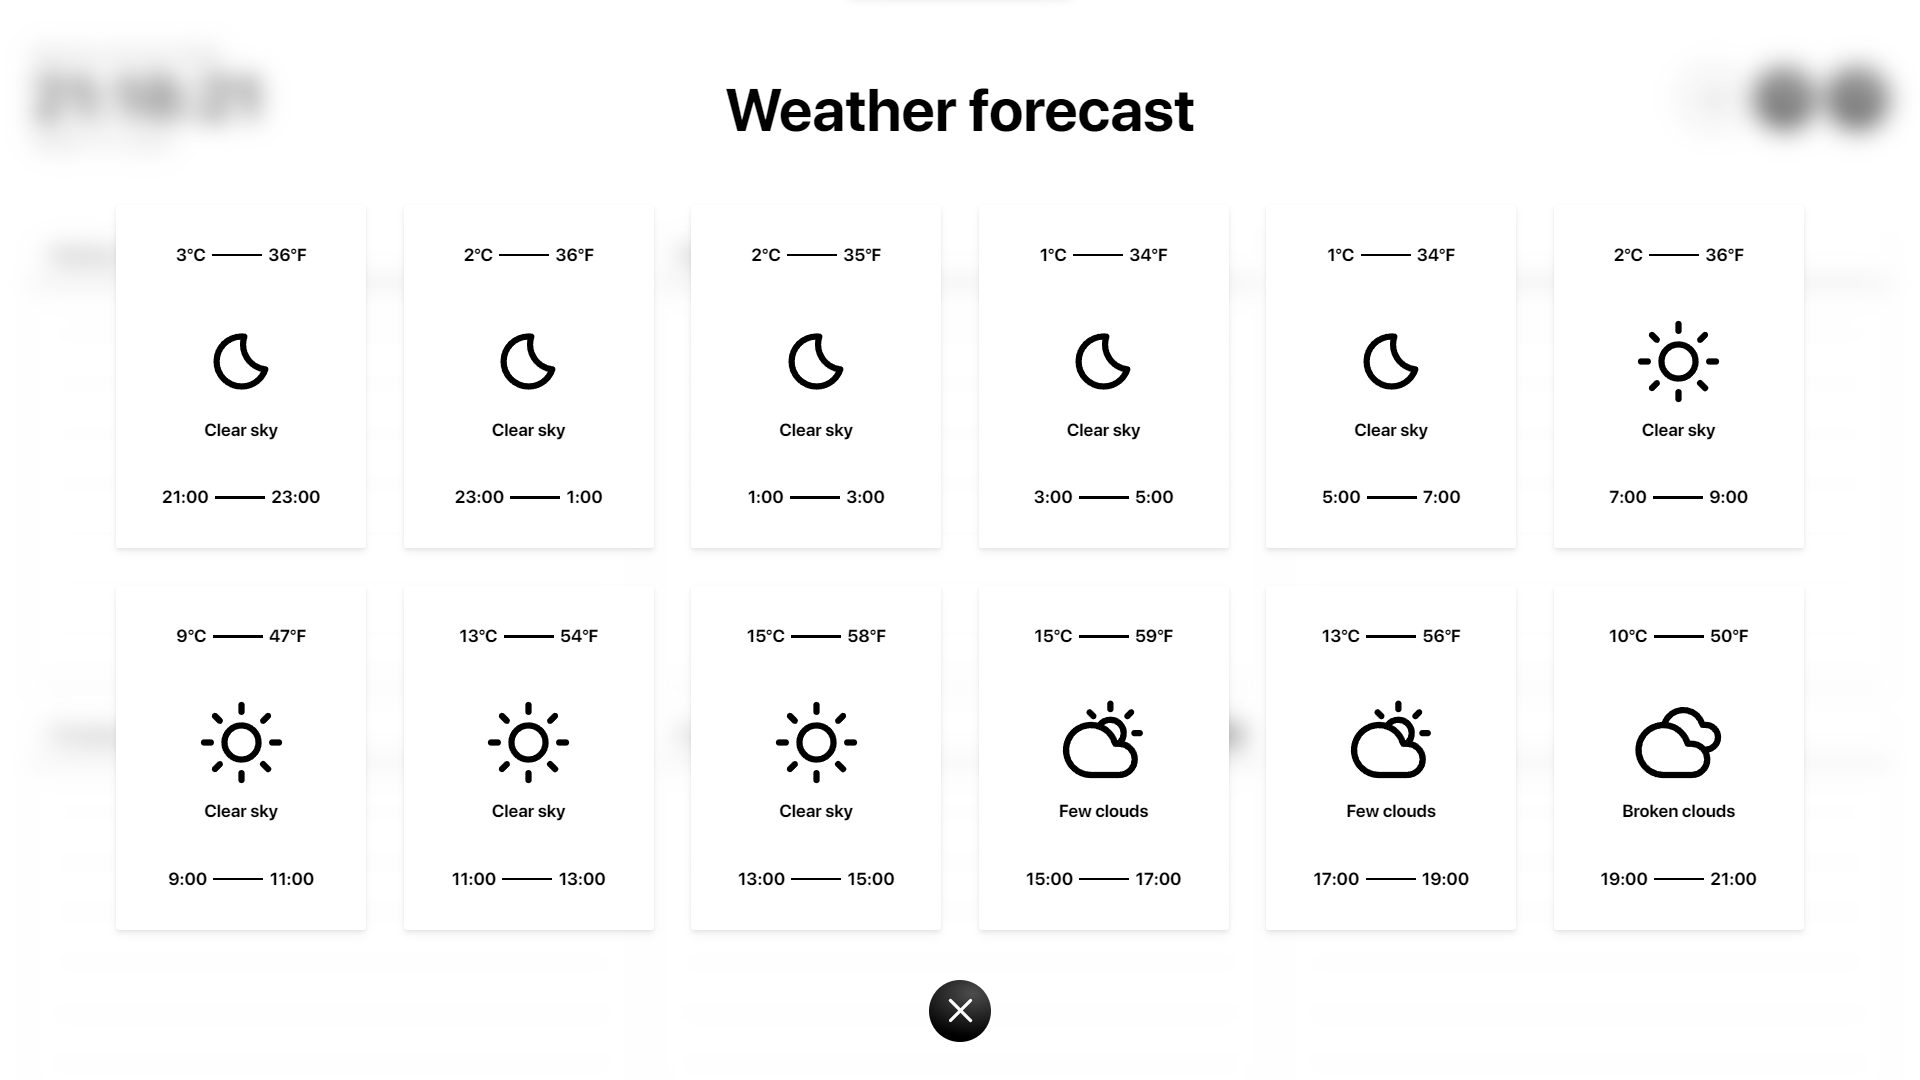 Weather forecast
3°C 36°F
Clear sky
21:00 23:00
2°C 36°F
Clear sky
23:00 1:00
2°C 35°F
Clear sky
1:00 3:00
1°C 34°F
Clear sky
3:00 5:00
1°C 34°F
Clear sky
5:00 7:00
2°C 36°F
Clear sky
7:00 9:00
9°C 47°F
Clear sky
9:00 11:00
13°C 54°F
Clear sky
11:00 13:00
15°C 58°F
Clear sky
13:00 15:00
15°C 59°F
Few clouds
15:00 17:00
13°C 56°F
Few clouds
17:00 19:00
10°C 50°F
Broken clouds
19:00 21:00